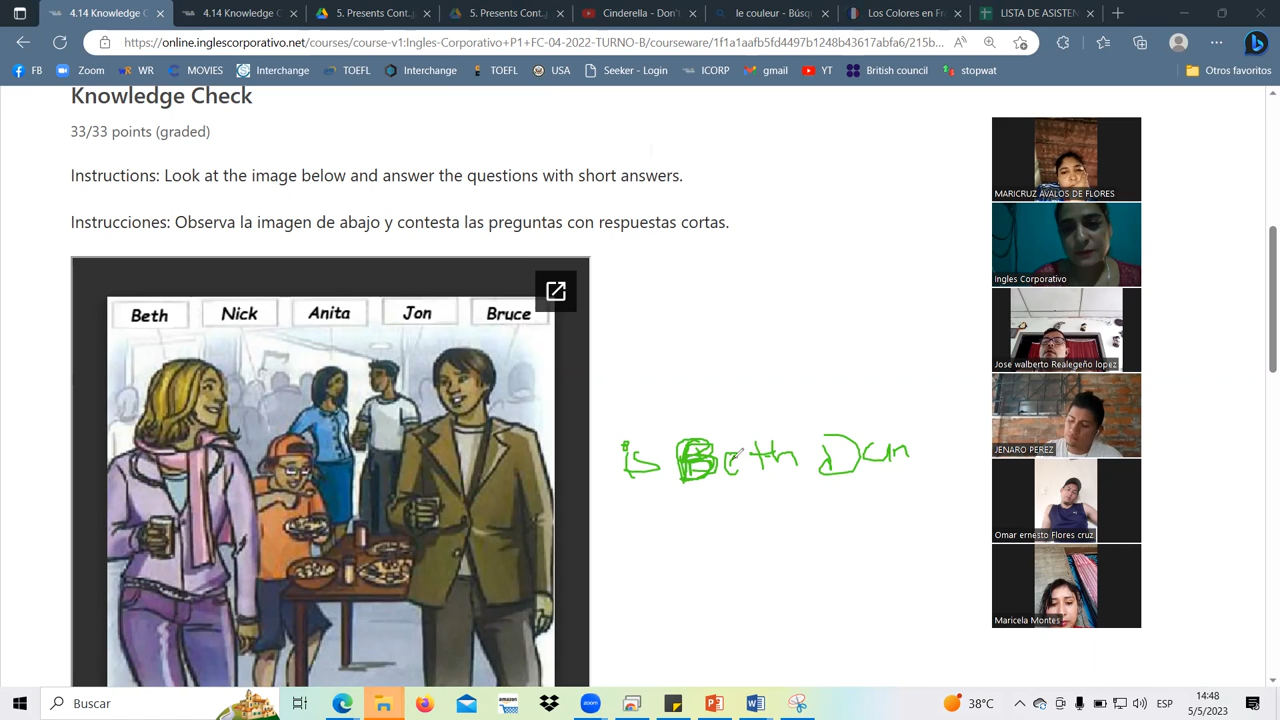 4.14 Knowledge
4.14 Knowledge
5. Presents Cont.
5. Presents Cont.
Cinderella - Don'
le couleur - Búsq
Los Colores en Fr
LISTA DE ASISTEN
https://online.inglescorporativo.net/courses/course-v1:Ingles-Corporativo+P1+FC-04-2022-TURNO-B/courseware/1f1a1aafb5fd4497b1248b43617abfa6/215b...
FB
Zoom
WR
MOVIES
Interchange
TOEFL
Interchange
TOEFL
USA
Seeker - Login
ICORP
gmail
YT
British council
stopwat
Otros favoritos
Knowledge Check
33/33 points (graded)
Instructions: Look at the image below and answer the questions with short answers.
Instrucciones: Observa la imagen de abajo y contesta las preguntas con respuestas cortas.
Beth Nick Anita Jon Bruce
is Beth
MARICRUZ AVALOS DE FLORES
Ingles Corporativo
Jose walberto Realegeño lopez
JENARO PEREZ
Omar ernesto Flores cruz
Maricela Montes
Buscar
38°C
ESP
16:48
5/5/2023